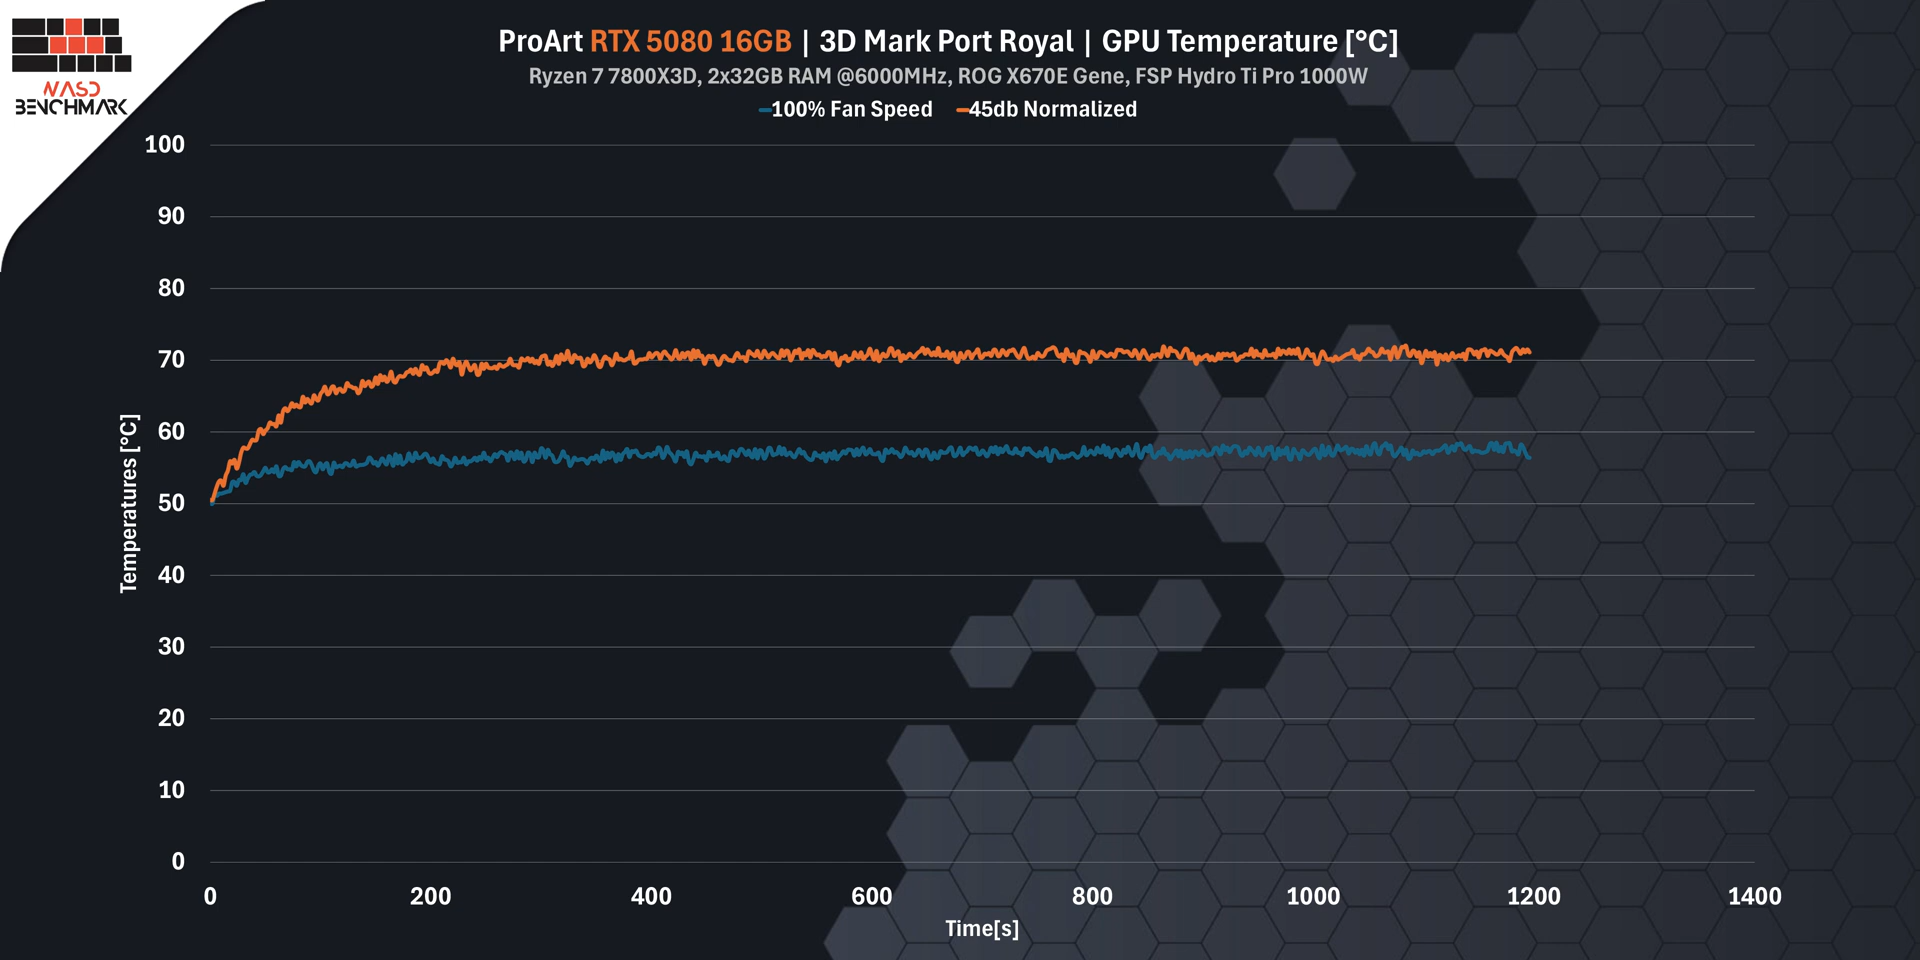 WASD
BENCHMARK
ProArt RTX 5080 16GB | 3D Mark Port Royal | GPU Temperature [°C]
Ryzen 7 7800X3D, 2x32GB RAM @6000MHz, ROG X670E Gene, FSP Hydro Ti Pro 1000W
100% Fan Speed 45db Normalized
100
90
80
70
60
50
40
30
20
10
0
Temperatures [°C]
0 200 400 600 800 1000 1200 1400
Time[s]